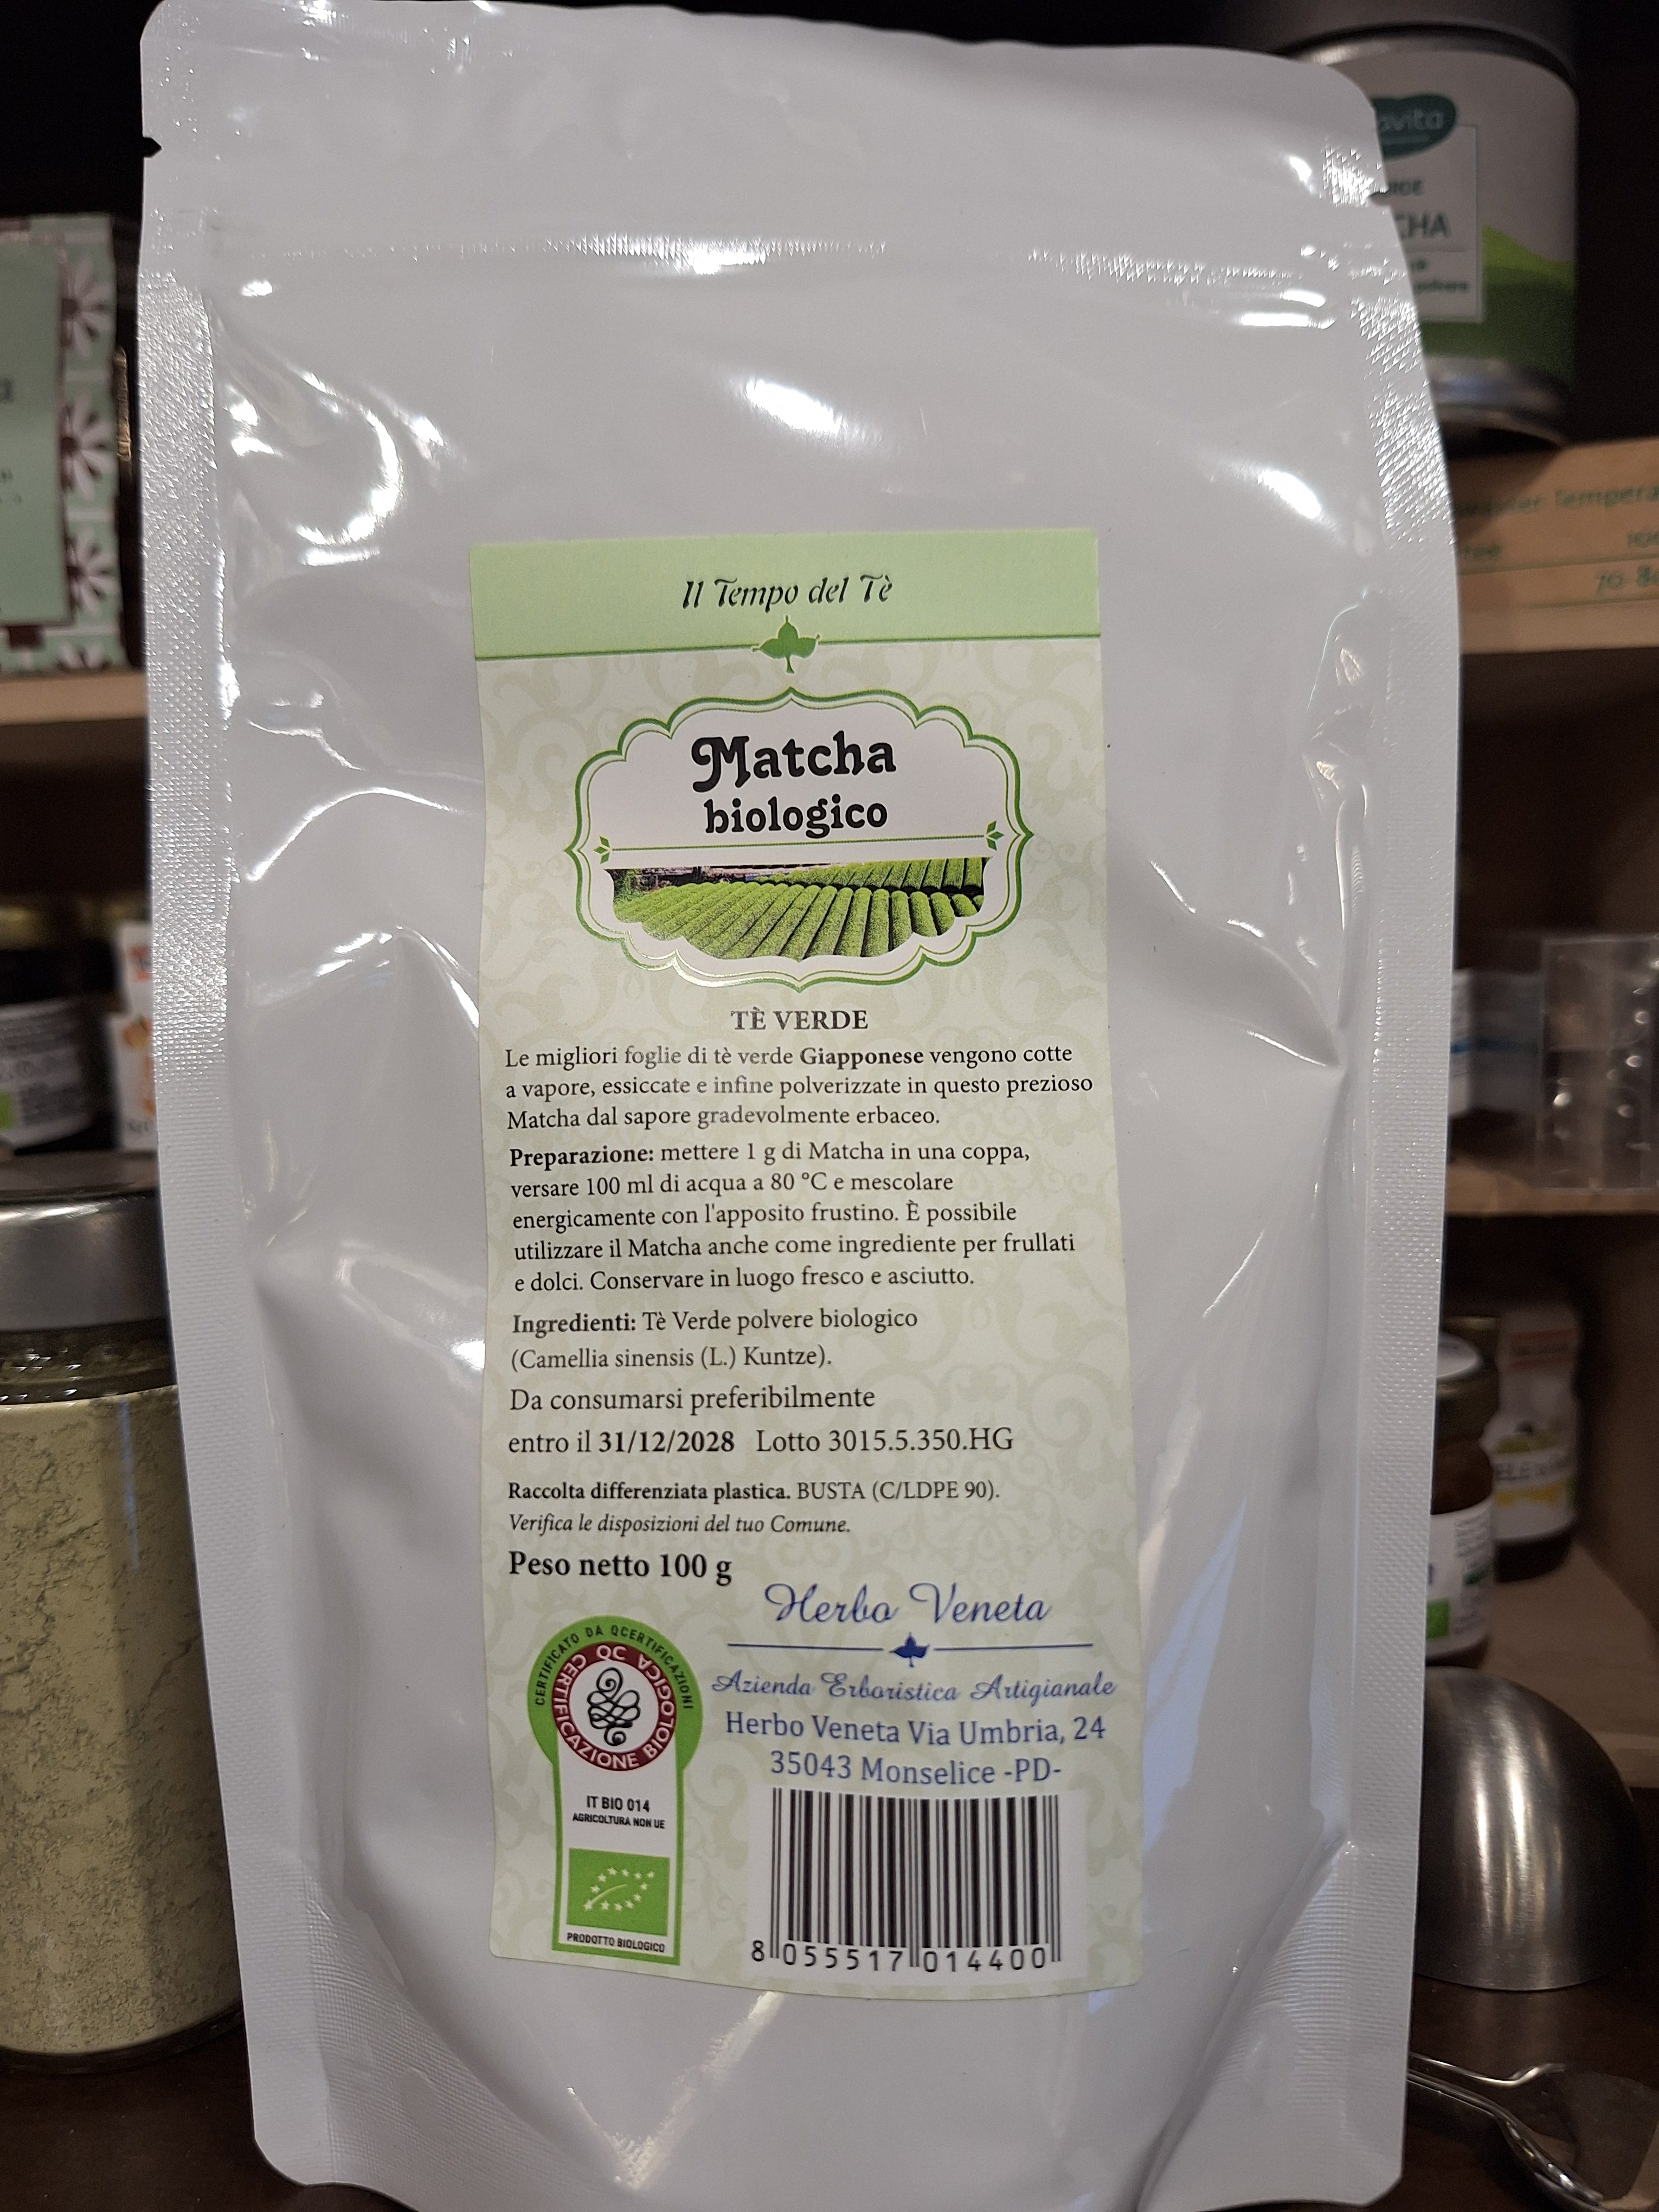 Il Tempo del Tè
Matcha
biologico
TÈ VERDE
Le migliori foglie di tè verde Giapponese vengono cotte
a vapore, essiccate e infine polverizzate in questo prezioso
Matcha dal sapore gradevolmente erbaceo.
Preparazione: mettere 1 g di Matcha in una coppa,
versare 100 ml di acqua a 80 °C e mescolare
energicamente con l'apposito frustino. È possibile
utilizzare il Matcha anche come ingrediente per frullati
e dolci. Conservare in luogo fresco e asciutto.
Ingredienti: Tè Verde polvere biologico
(Camellia sinensis (L.) Kuntze).
Da consumarsi preferibilmente
entro il 31/12/2028 Lotto 3015.5.350.HG
Raccolta differenziata plastica. BUSTA (C/LDPE 90).
Verifica le disposizioni del tuo Comune.
Peso netto 100 g
Herbo Veneta
Azienda Erboristica Artigianale
Herbo Veneta Via Umbria, 24
35043 Monselice -PD-
CERTIFICATO DA QCERTIFICAZIONI
QC CERTIFICAZIONE BIOLOGICA
IT BIO 014
AGRICOLTURA NON UE
PRODOTTO BIOLOGICO
8 055517 014400